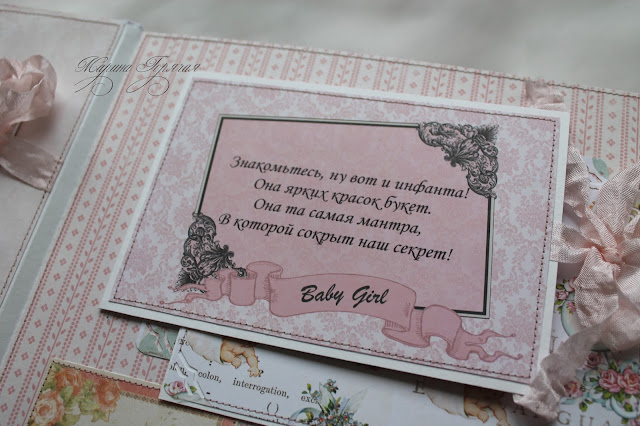 Марина
Знакомьтесь, ну вот и инфанта!
Она ярких красок букет.
Она та самая мантра,
В которой сокрыт наш секрет!
Baby Girl
colon, interrogation,